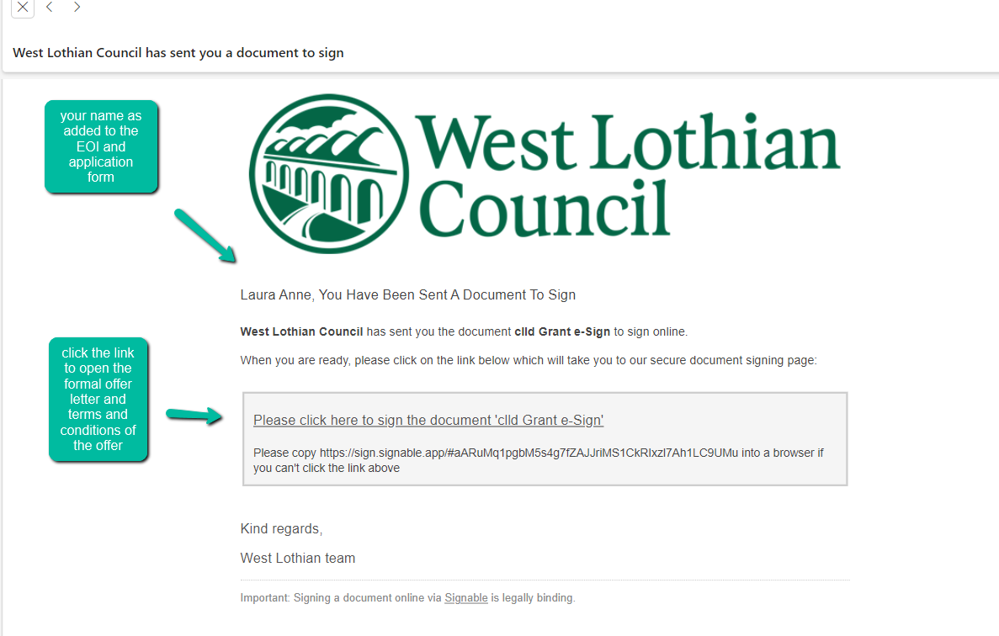 West Lothian Council has sent you a document to sign
your name as
added to the
EOI and
application
form
West Lothian
Council
Laura Anne, You Have Been Sent A Document To Sign
West Lothian Council has sent you the document clld Grant e-Sign to sign online.
When you are ready, please click on the link below which will take you to our secure document signing page:
click the link
to open the
formal offer
letter and
terms and
conditions of
the offer
Please click here to sign the document 'clld Grant e-Sign'
Please copy https://sign.signable.app/#aARuMq1pgbM5s4g7fZAJJriMS1CkRIxzl7Ah1LC9UMu into a browser if
you can't click the link above
Kind regards,
West Lothian team
Important: Signing a document online via Signable is legally binding.